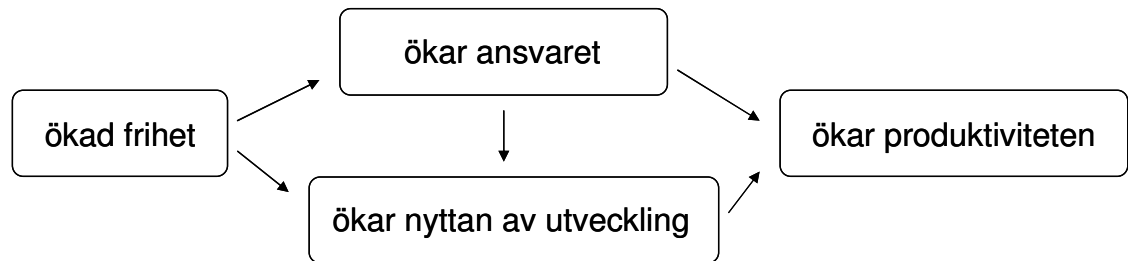 ökar ansvaret
ökad frihet
ökar produktiviteten
ökar nyttan av utveckling